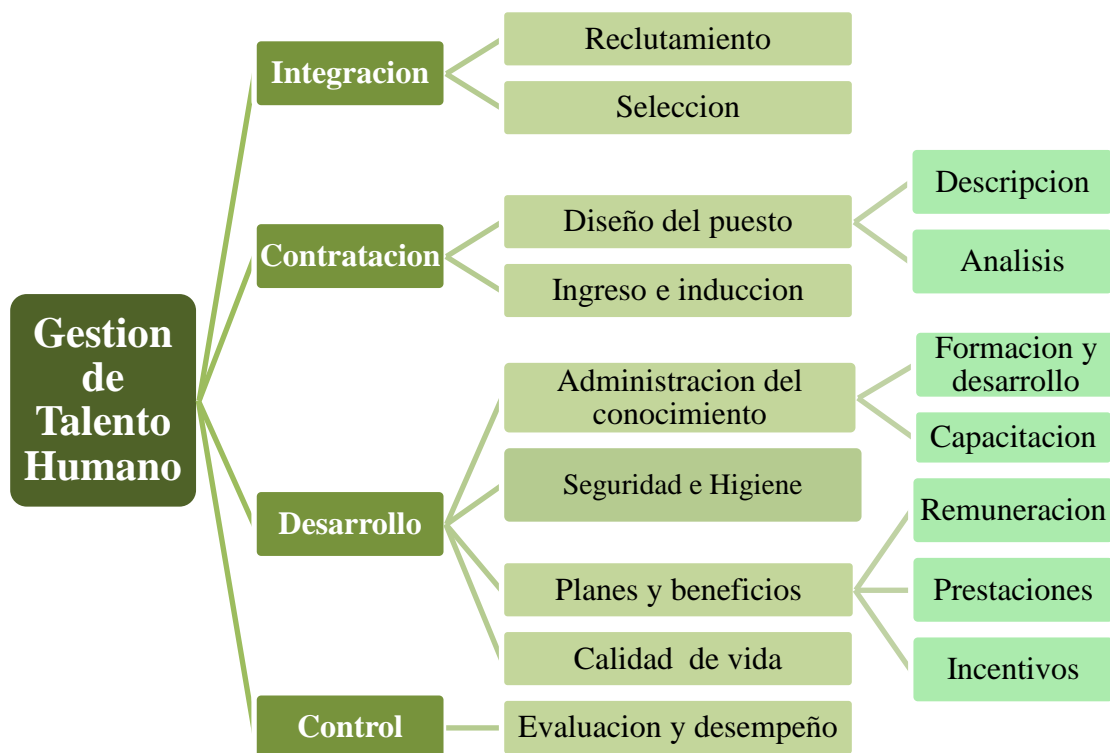 Gestion
de
Talento
Humano
Integracion
Reclutamiento
Seleccion
Contratacion
Diseño del puesto
Descripcion
Analisis
Ingreso e induccion
Desarrollo
Administracion del
conocimiento
Formacion y
desarrollo
Capacitacion
Seguridad e Higiene
Planes y beneficios
Remuneracion
Prestaciones
Incentivos
Calidad de vida
Control
Evaluacion y desempeño